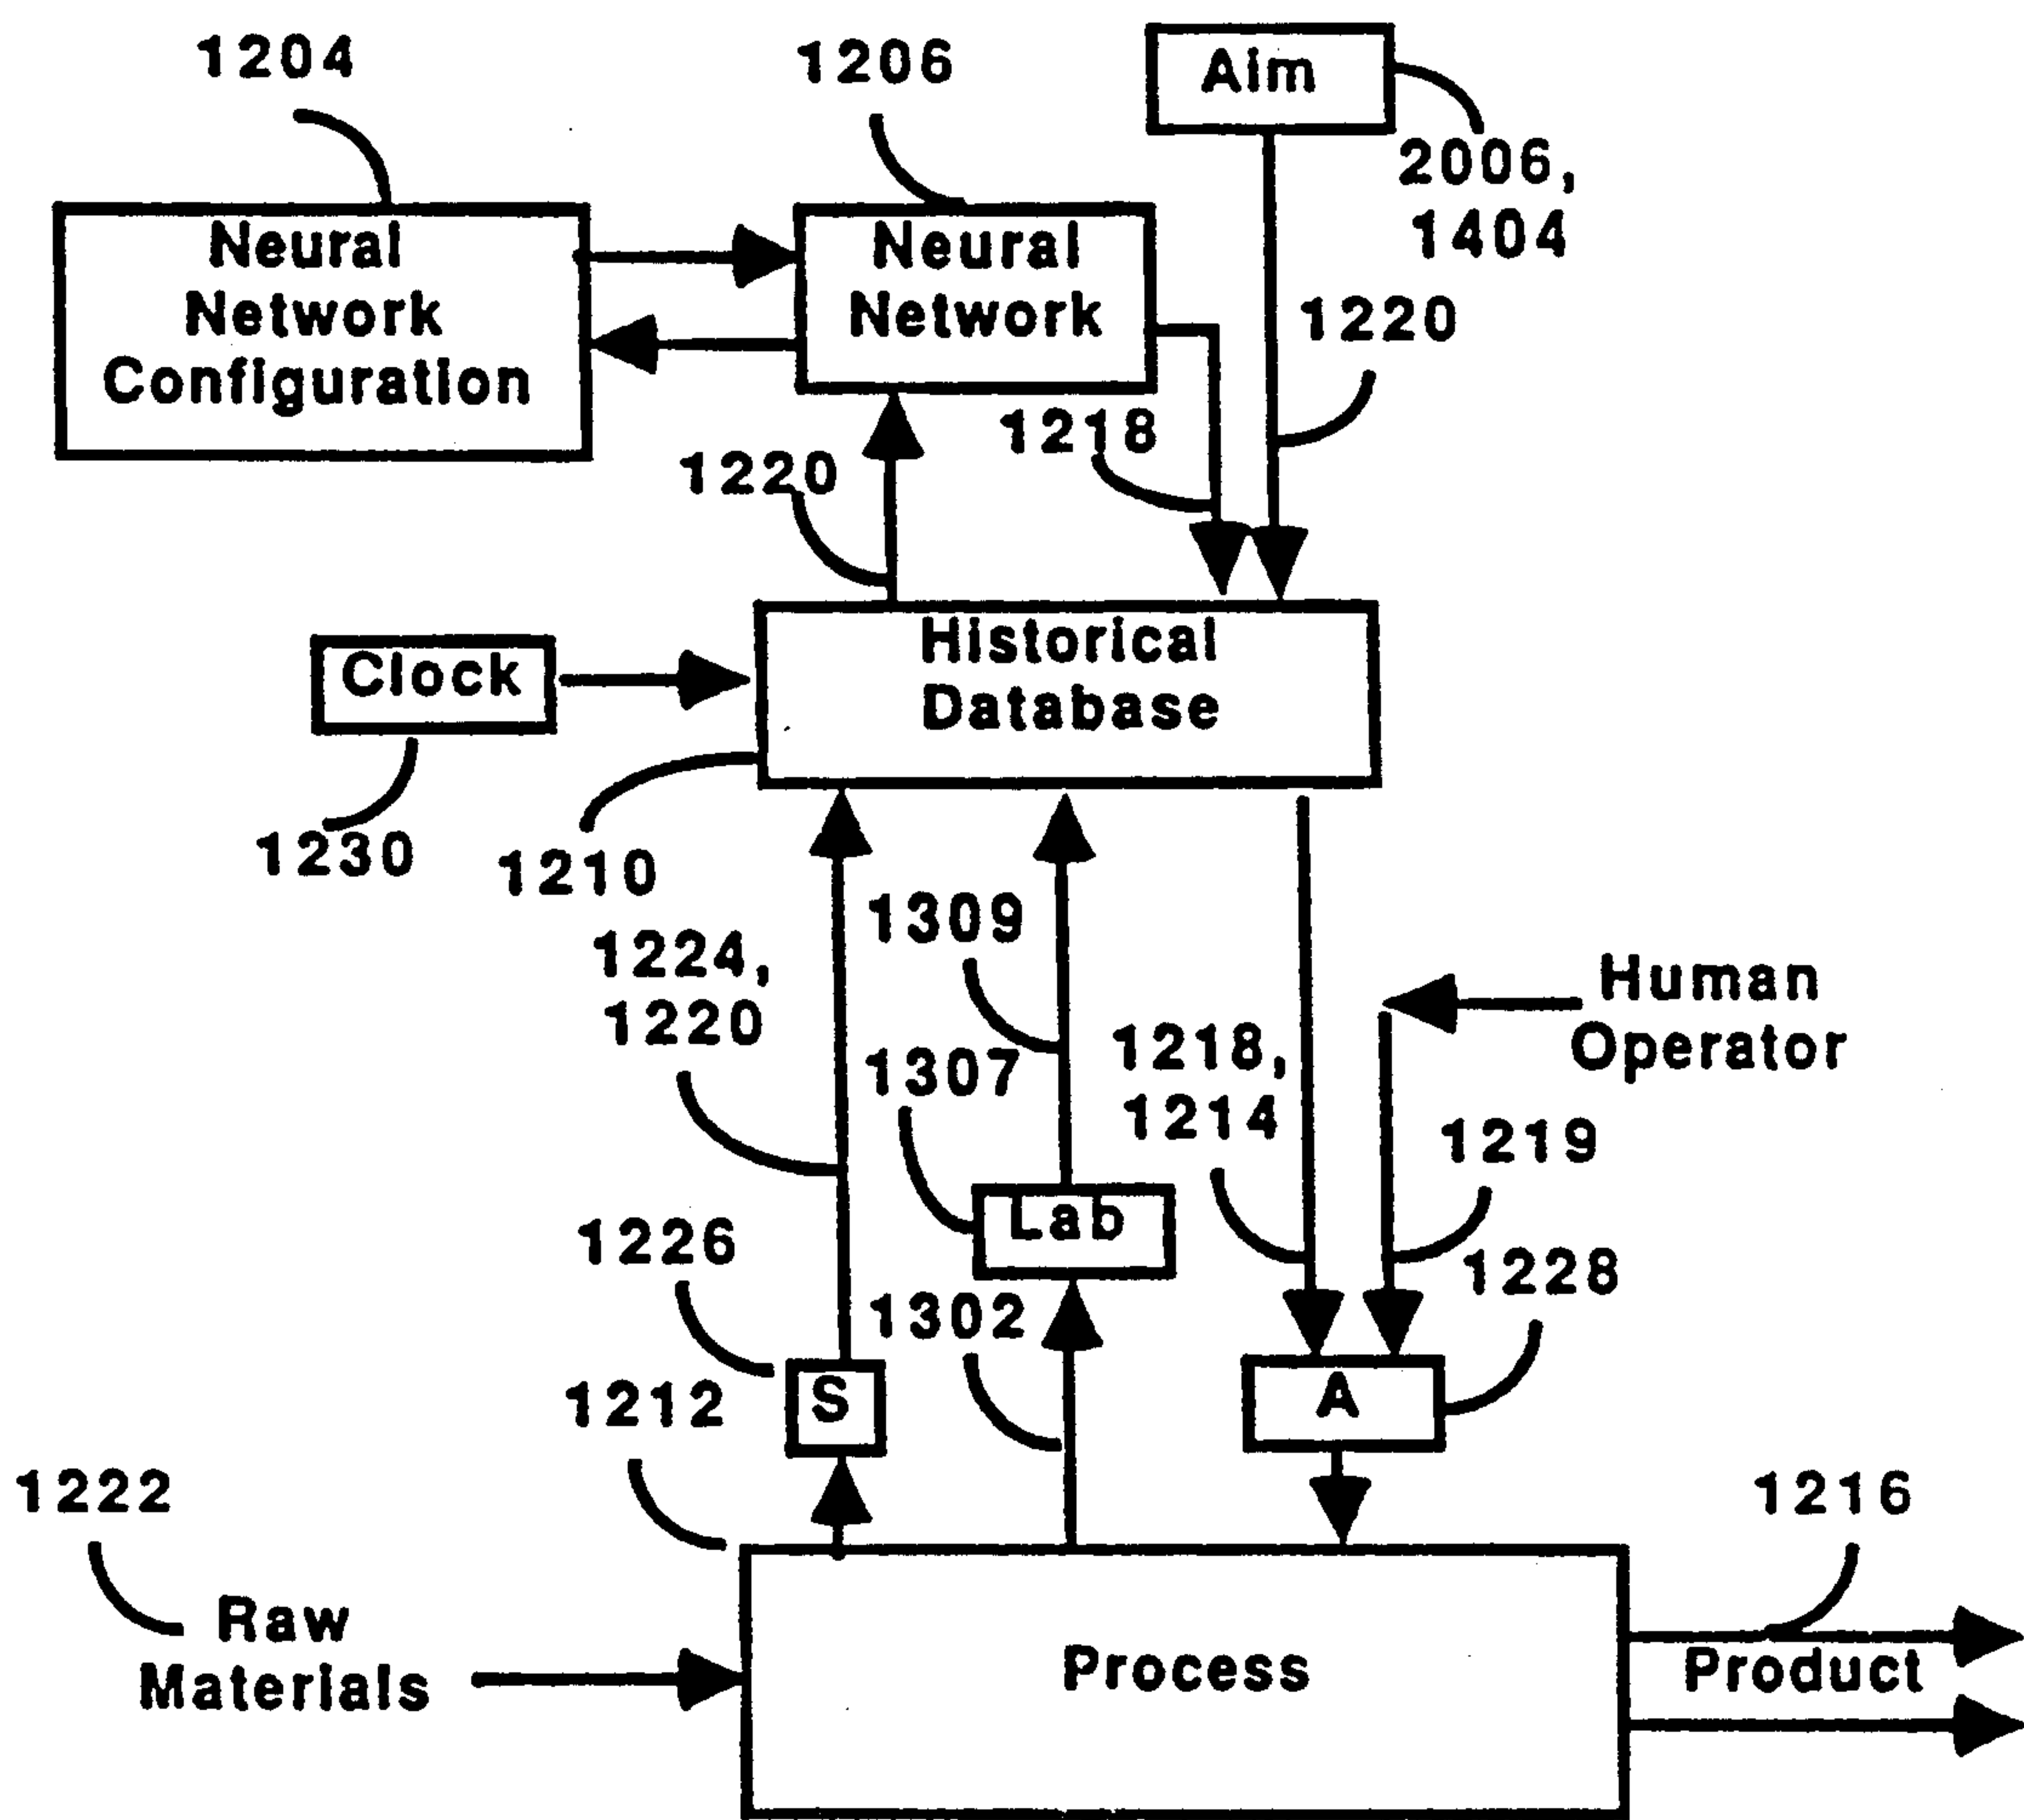 1204
1206
Aim
2006,
1404
Neural
Network
Configuration
Neural
Network
1220
1218
1220
Historical
Database
Clock
1230
1210
1309
1224,
1220
Human
Operator
1307
1218,
1214
1219
Lab
1226
1228
1302
S
A
1212
1222
1216
Raw
Materials
Process
Product